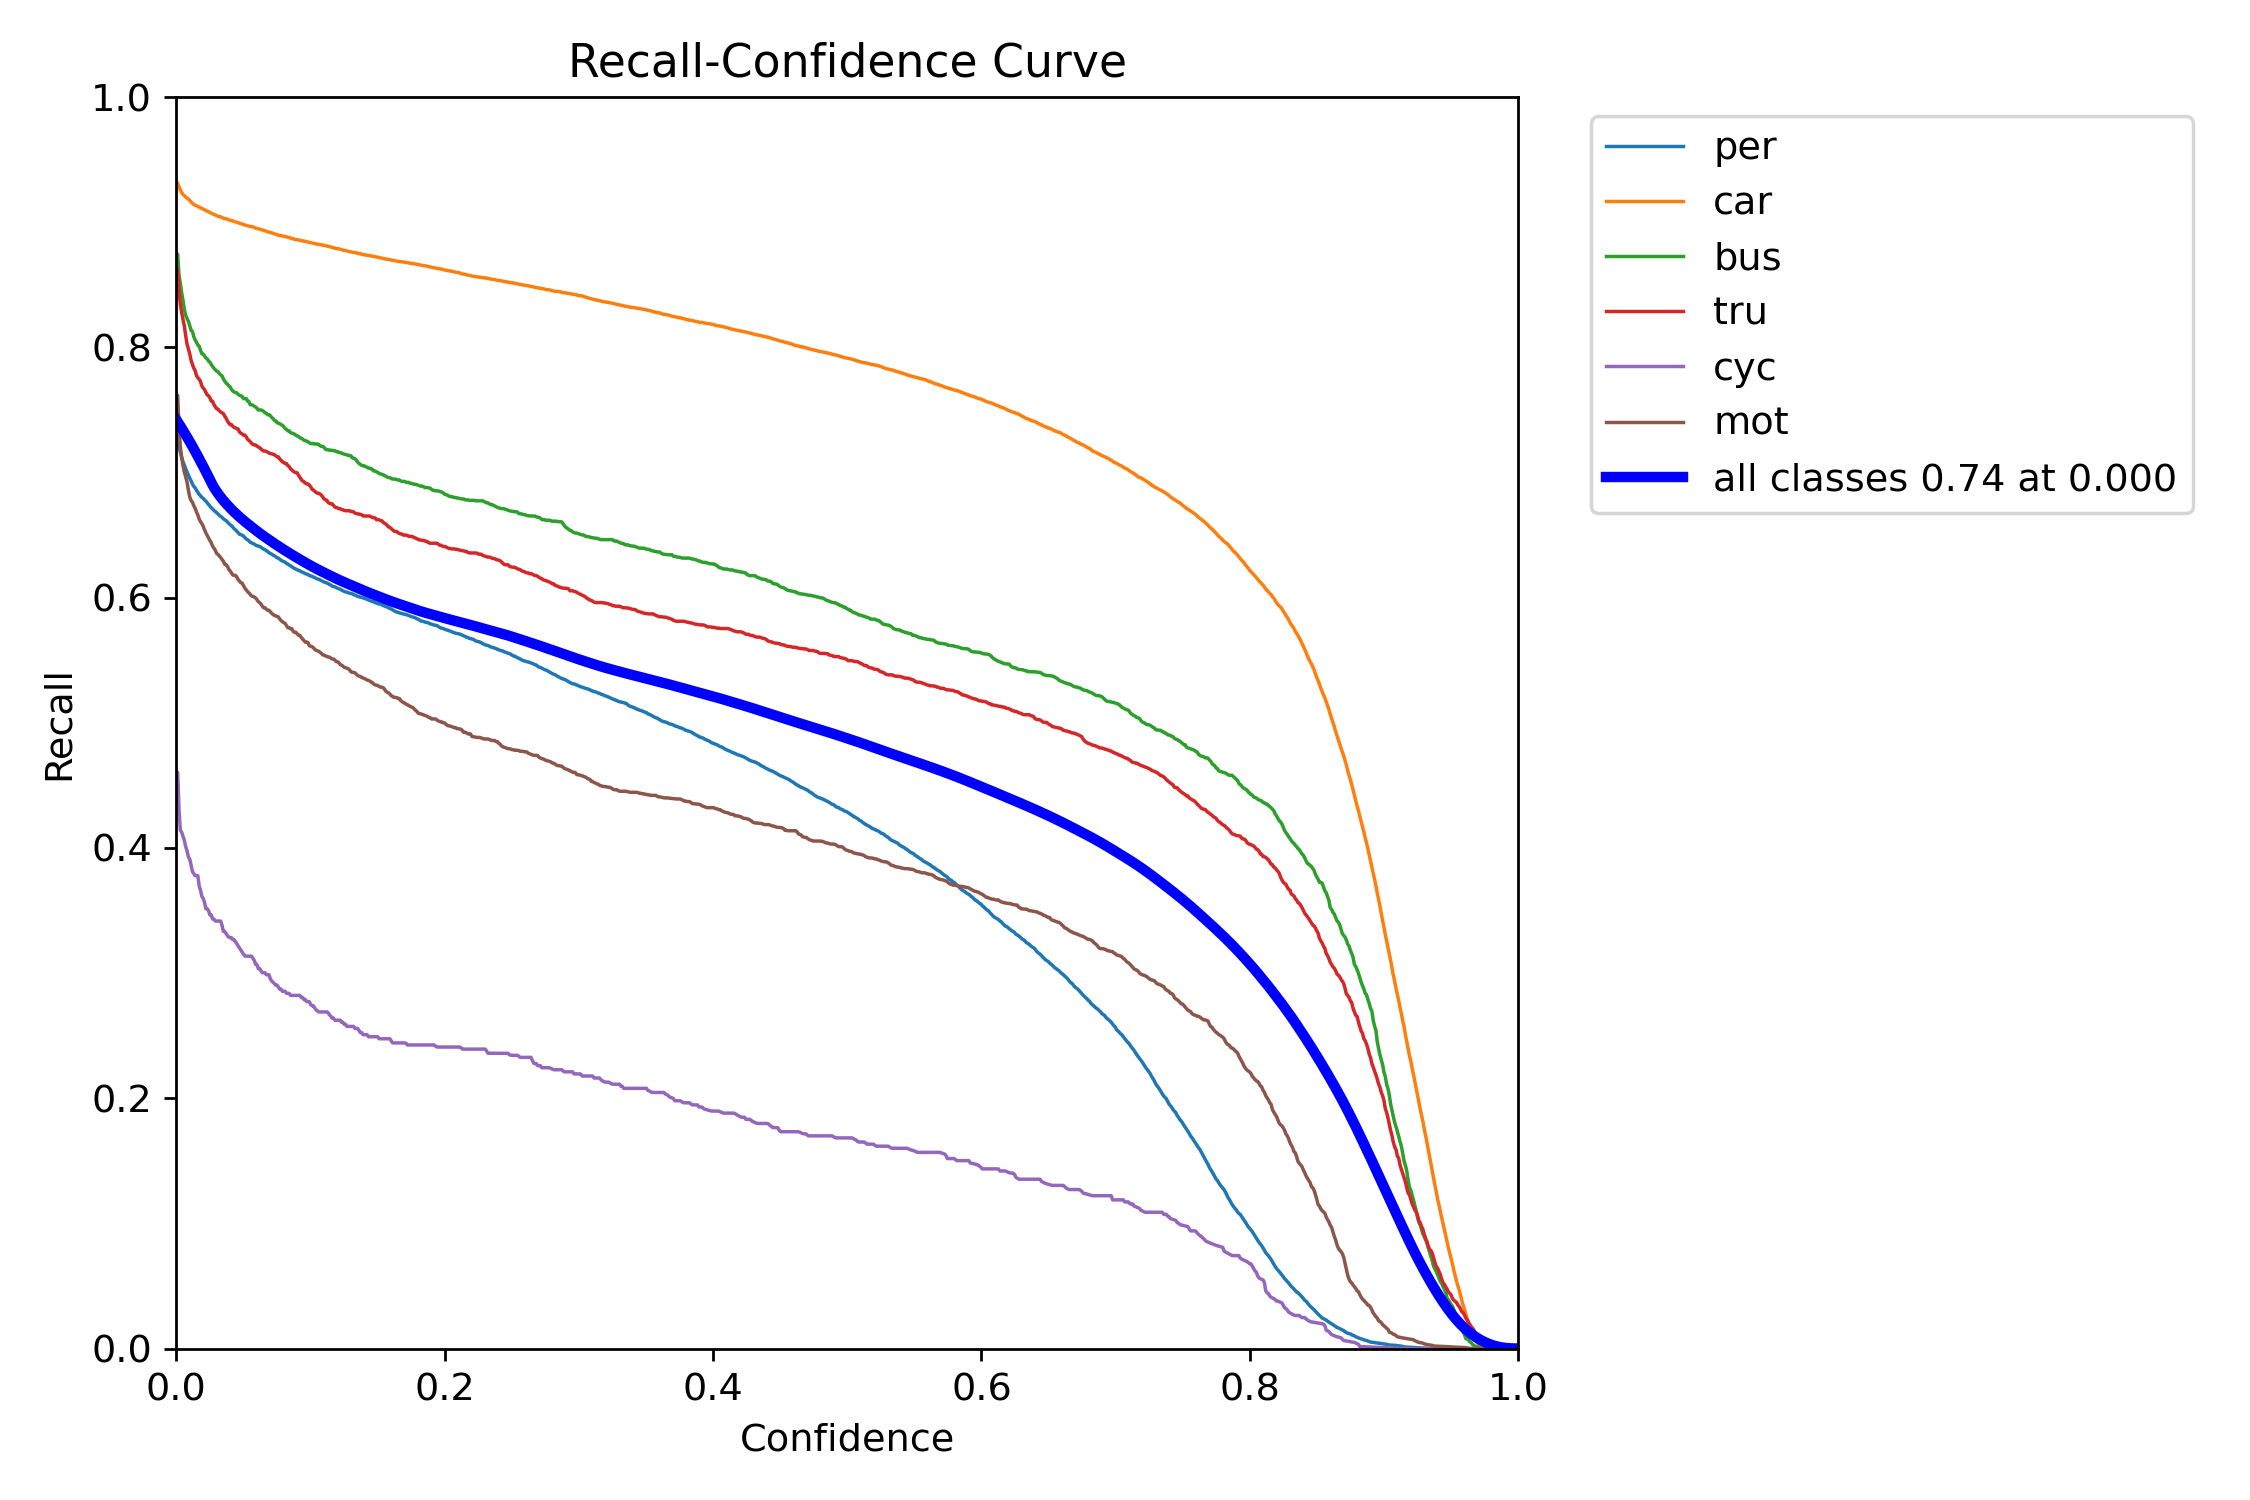 Recall-Confidence Curve
1.0
0.8
0.6
0.4
0.2
0.0
Recall
0.0 0.2 0.4 0.6 0.8 1.0
Confidence
per
car
bus
tru
cyc
mot
all classes 0.74 at 0.000